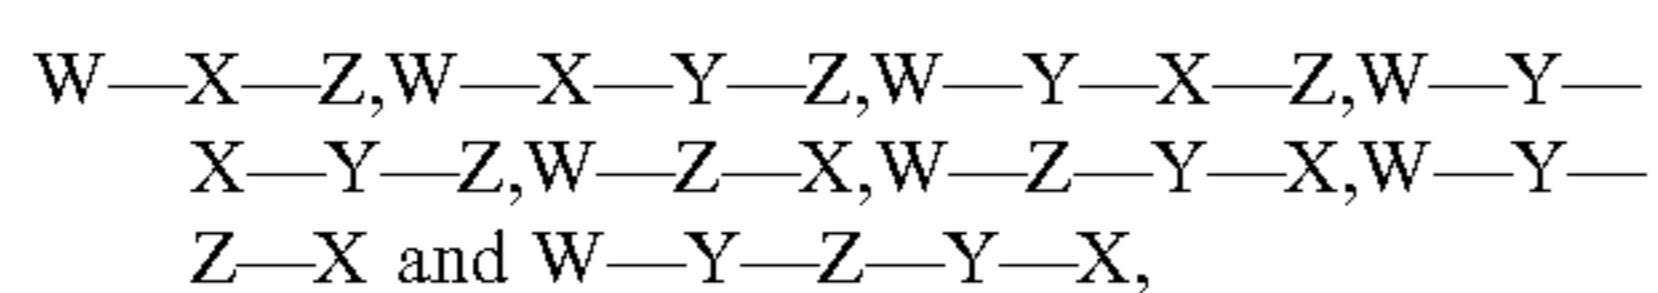 W—X—Z,W—X—Y—Z,W—Y—X—Z,W—Y—
X—Y—Z,W—Z—X,W—Z—Y—X,W—Y—
Z—X and W—Y—Z—Y—X,